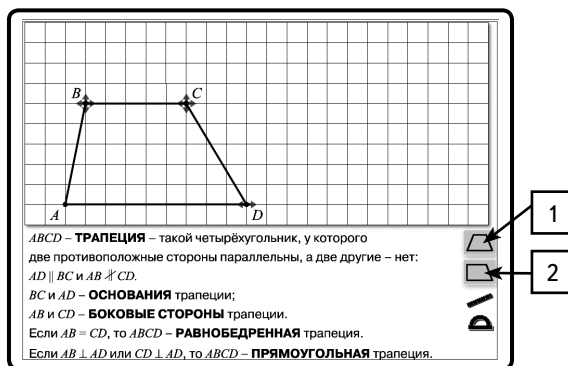 B
C
A
D
ABCD – ТРАПЕЦИЯ – такой четырёхугольник, у которого
две противоположные стороны параллельны, а две другие – нет:
AD ∥ BC и AB ∦ CD.
BC и AD – ОСНОВАНИЯ трапеции;
AB и CD – БОКОВЫЕ СТОРОНЫ трапеции.
Если AB = CD, то ABCD – РАВНОБЕДРЕННАЯ трапеция.
Если AB ⊥ AD или CD ⊥ AD, то ABCD – ПРЯМОУГОЛЬНАЯ трапеция.
1
2